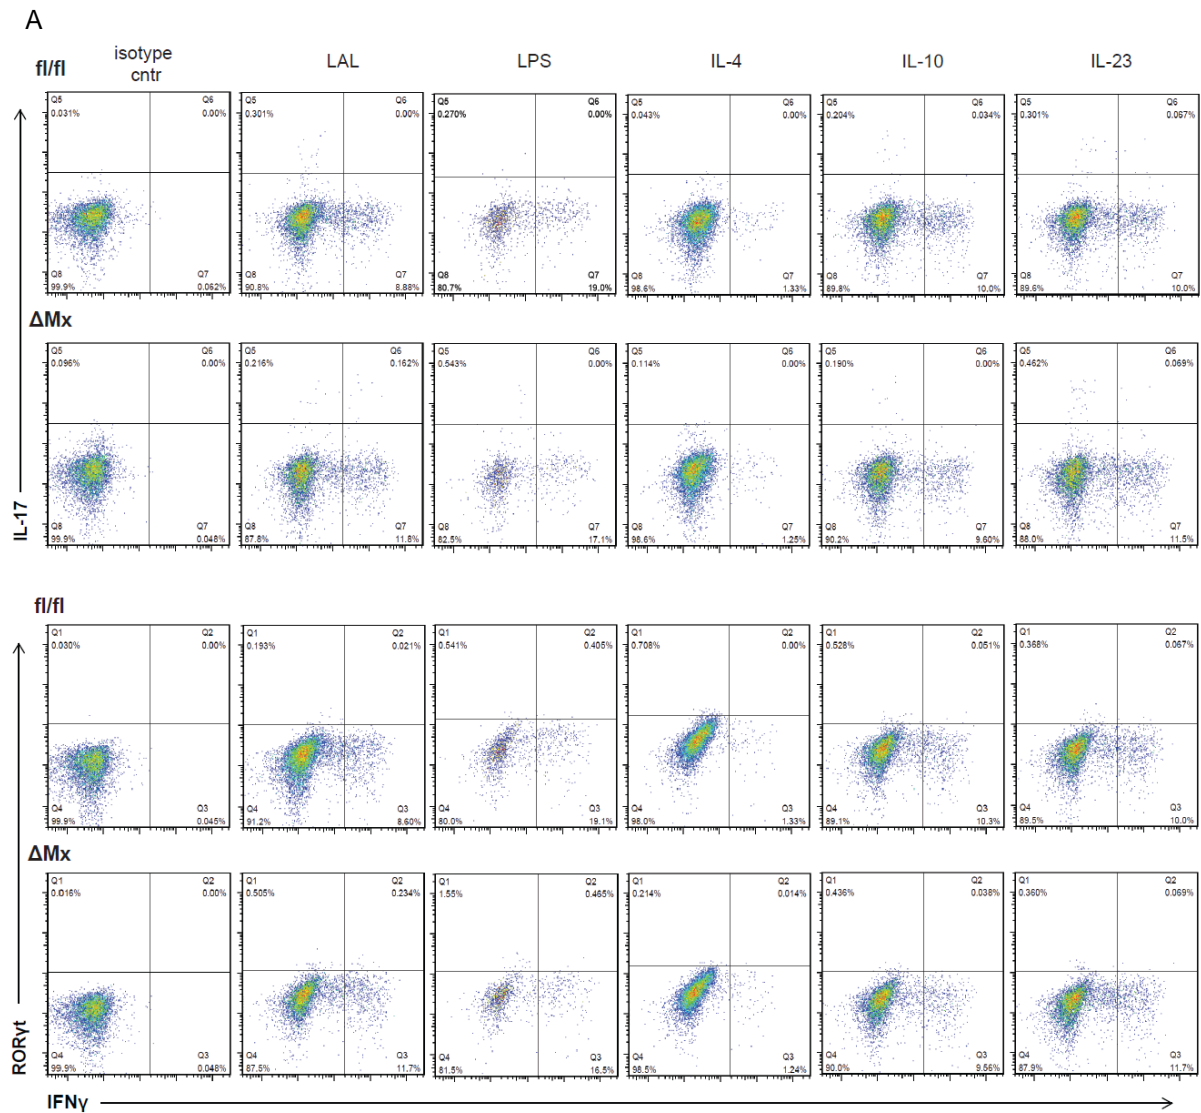 A
isotype
cntr
LAL
LPS
IL-4
IL-10
IL-23
fl/fl
Q5 Q6 Q5 Q6 Q5 Q6 Q5 Q6 Q5 Q6 Q5 Q6
0.031% 0.00% 0.301% 0.00% 0.270% 0.00% 0.043% 0.00% 0.204% 0.034% 0.301% 0.067%
Q8 Q7 Q8 Q7 Q8 Q7 Q8 Q7 Q8 Q7 Q8 Q7
99.9% 0.062% 90.8% 8.88% 80.7% 19.0% 98.6% 1.33% 89.8% 10.0% 89.6% 10.0%
ΔMx
Q5 Q6 Q5 Q6 Q5 Q6 Q5 Q6 Q5 Q6 Q5 Q6
0.096% 0.00% 0.216% 0.162% 0.543% 0.00% 0.114% 0.00% 0.190% 0.00% 0.462% 0.069%
Q8 Q7 Q8 Q7 Q8 Q7 Q8 Q7 Q8 Q7 Q8 Q7
99.9% 0.048% 87.8% 11.8% 82.5% 17.1% 98.6% 1.25% 90.2% 9.60% 88.0% 11.5%
IL-17
fl/fl
Q1 Q2 Q1 Q2 Q1 Q2 Q1 Q2 Q1 Q2 Q1 Q2
0.030% 0.00% 0.193% 0.021% 0.541% 0.405% 0.708% 0.00% 0.528% 0.051% 0.368% 0.067%
Q4 Q3 Q4 Q3 Q4 Q3 Q4 Q3 Q4 Q3 Q4 Q3
99.9% 0.045% 91.2% 8.60% 80.0% 19.1% 98.0% 1.33% 89.1% 10.3% 89.5% 10.0%
ΔMx
Q1 Q2 Q1 Q2 Q1 Q2 Q1 Q2 Q1 Q2 Q1 Q2
0.016% 0.00% 0.505% 0.234% 1.55% 0.465% 0.214% 0.014% 0.436% 0.038% 0.360% 0.069%
Q4 Q3 Q4 Q3 Q4 Q3 Q4 Q3 Q4 Q3 Q4 Q3
99.9% 0.048% 87.5% 11.7% 81.5% 16.5% 98.5% 1.24% 90.0% 9.56% 87.9% 11.7%
RORγt
IFNγ